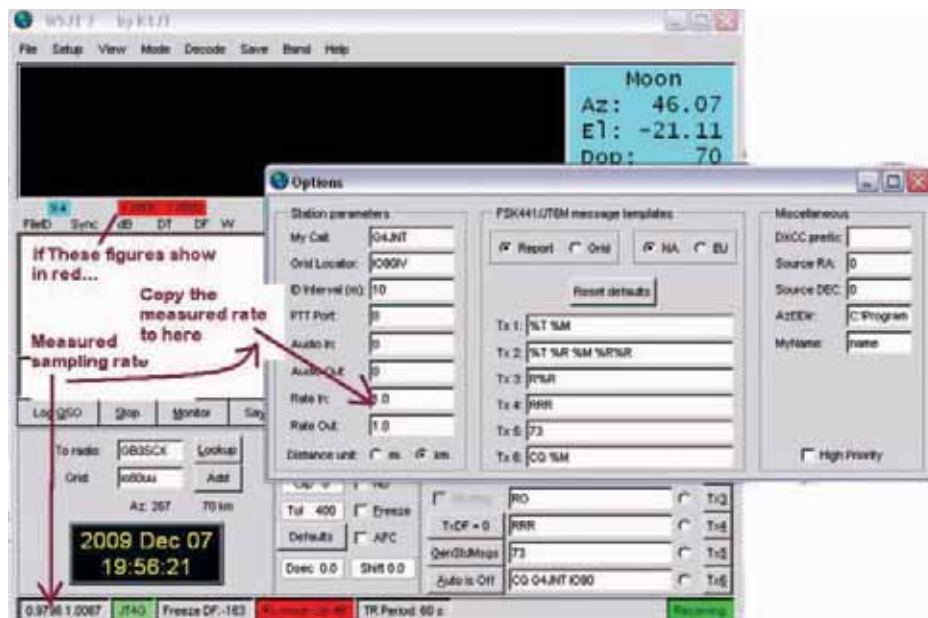 WSJT 7 by K1JT
File Setup View Mode Decode Save Band Help
Moon
Az: 46.07
El: -21.11
Dop: 70
Options
FileID Sync dB DT DF W
If These figures show
in red...
Copy the
measured rate
to here
Measured
sampling rate
Station parameters
My Call: G4JNT
Grid Locator: IO90IV
ID Interval (m): 10
PTT Port: 0
Audio In: 0
Audio Out: 0
Rate In: 1.0
Rate Out: 1.0
Distance unit: mi km
FSK441/JT6M message templates
Report Grid NA EU
Reset defaults
Tx 1: %T %M
Tx 2: %T %R %M %R%R
Tx 3: R%R
Tx 4: RRR
Tx 5: 73
Tx 6: CQ %M
Miscellaneous
DXCC prefix:
Source RA: 0
Source DEC: 0
AzElDir: C:\Program
MyName: name
High Priority
Log QSO Stop Monitor
To radio: GB3SCX Lookup
Grid: io80uu Add
Az: 267 70 km
2009 Dec 07
19:56:21
Clip 0 NB
Tol 400 Freeze
Defaults AFC
Dsec 0.0 Shift 0.0
RO Tx3
TxDF = 0 RRR Tx4
GenStdMsgs 73 Tx5
Auto is Off CQ G4JNT IO90 Tx6
0.9796 1.0067 JT4G Freeze DF:-163 TR Period: 60 s Receiving